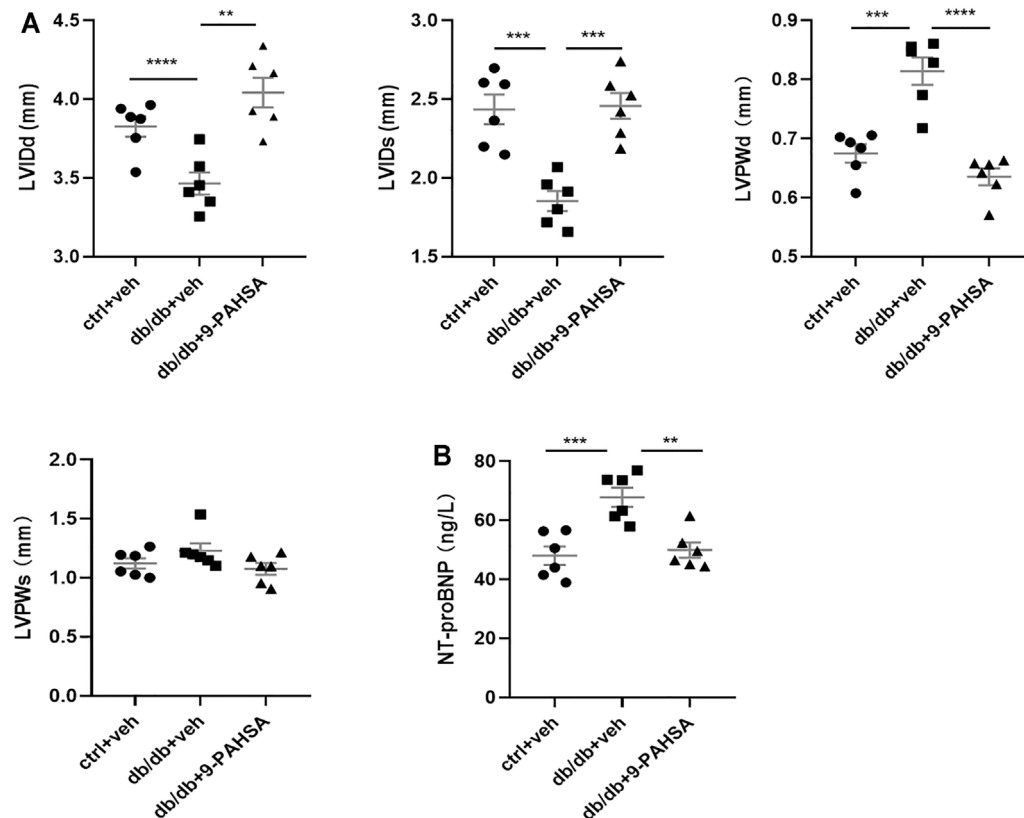 A
LVIDd (mm)
4.5
4.0
3.5
3.0
****
**
ctrl+veh
db/db+veh
db/db+9-PAHSA
LVIDs (mm)
3.0
2.5
2.0
1.5
***
***
ctrl+veh
db/db+veh
db/db+9-PAHSA
LVPWd (mm)
0.9
0.8
0.7
0.6
0.5
***
****
ctrl+veh
db/db+veh
db/db+9-PAHSA
LVPWs (mm)
2.0
1.5
1.0
0.5
0.0
ctrl+veh
db/db+veh
db/db+9-PAHSA
B
NT-proBNP (ng/L)
80
60
40
20
0
***
**
ctrl+veh
db/db+veh
db/db+9-PAHSA